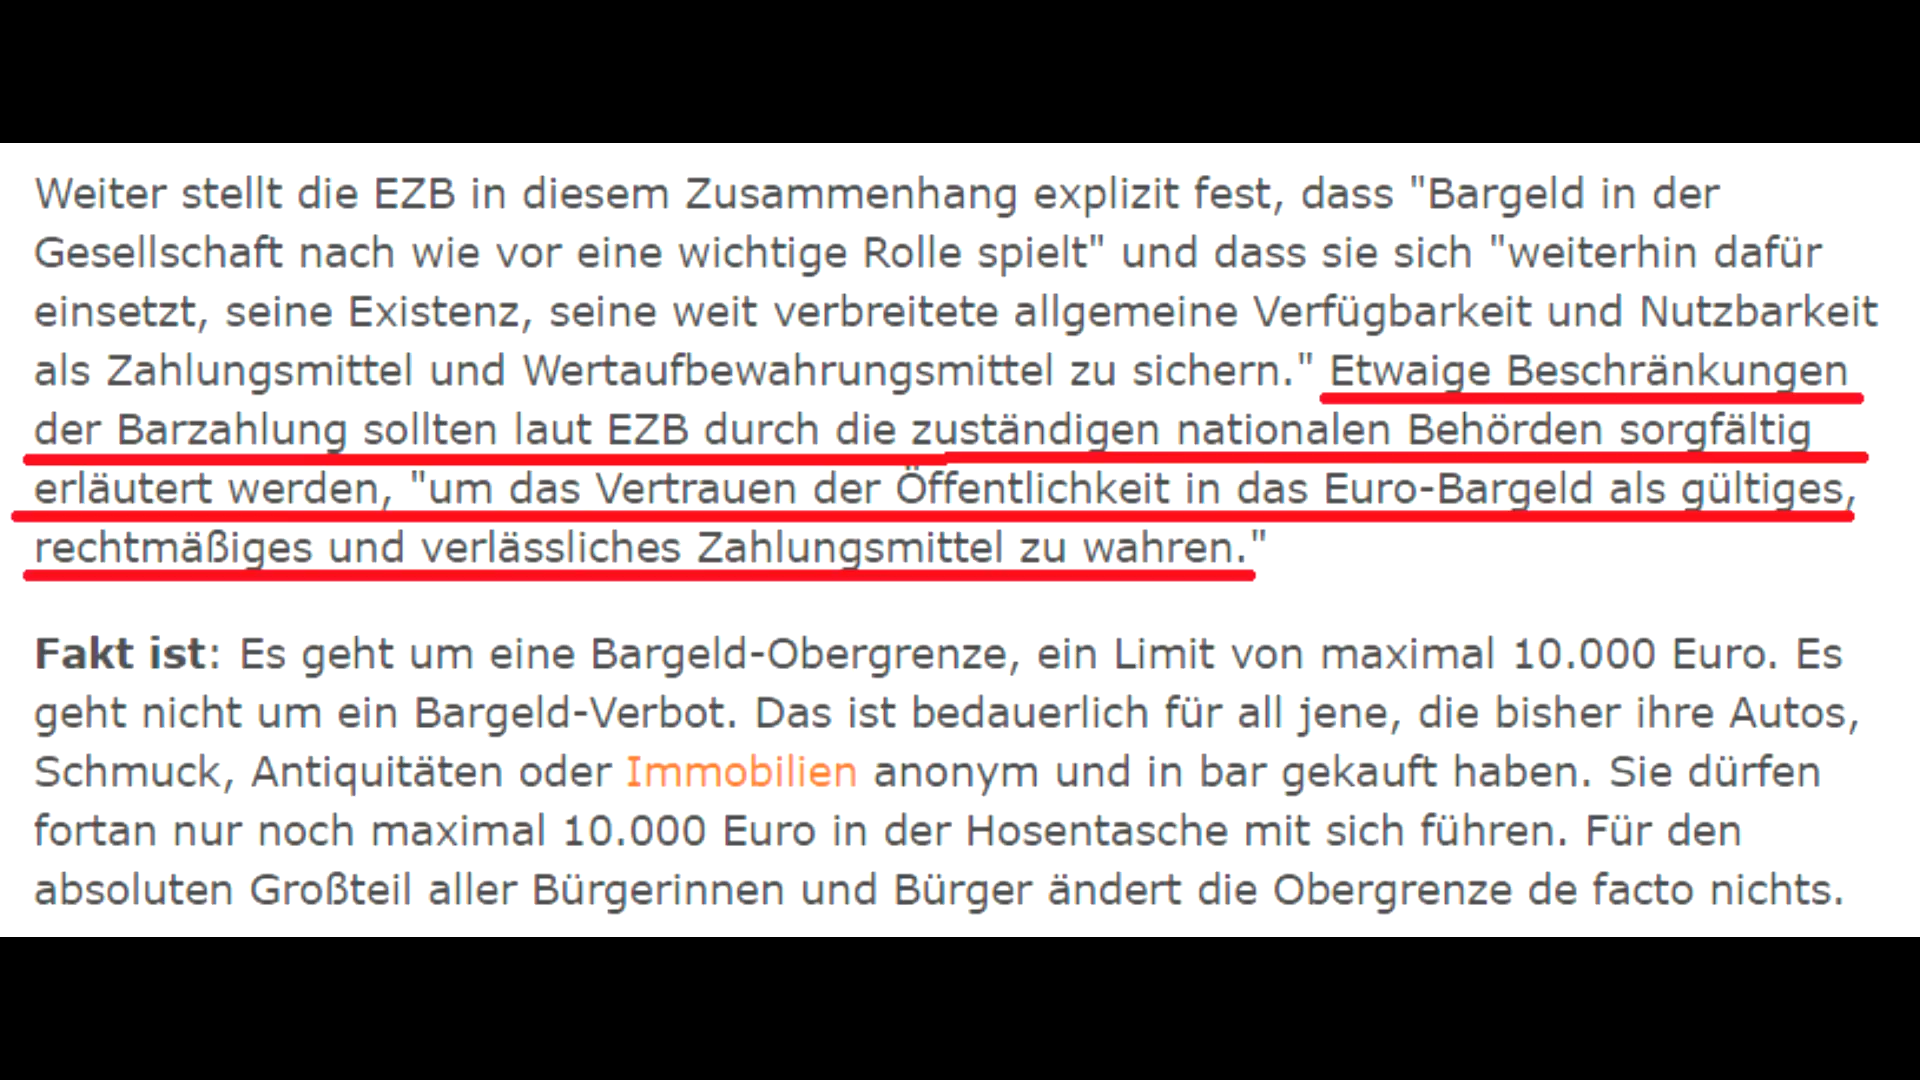 Weiter stellt die EZB in diesem Zusammenhang explizit fest, dass "Bargeld in der
Gesellschaft nach wie vor eine wichtige Rolle spielt" und dass sie sich "weiterhin dafür
einsetzt, seine Existenz, seine weit verbreitete allgemeine Verfügbarkeit und Nutzbarkeit
als Zahlungsmittel und Wertaufbewahrungsmittel zu sichern." Etwaige Beschränkungen
der Barzahlung sollten laut EZB durch die zuständigen nationalen Behörden sorgfältig
erläutert werden, "um das Vertrauen der Öffentlichkeit in das Euro-Bargeld als gültiges,
rechtmäßiges und verlässliches Zahlungsmittel zu wahren."
Fakt ist: Es geht um eine Bargeld-Obergrenze, ein Limit von maximal 10.000 Euro. Es
geht nicht um ein Bargeld-Verbot. Das ist bedauerlich für all jene, die bisher ihre Autos,
Schmuck, Antiquitäten oder Immobilien anonym und in bar gekauft haben. Sie dürfen
fortan nur noch maximal 10.000 Euro in der Hosentasche mit sich führen. Für den
absoluten Großteil aller Bürgerinnen und Bürger ändert die Obergrenze de facto nichts.